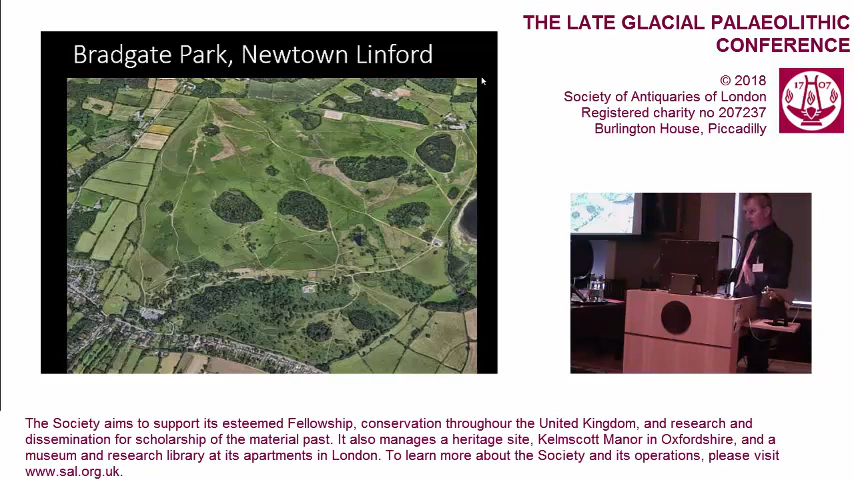 Bradgate Park, Newtown Linford
THE LATE GLACIAL PALAEOLITHIC
CONFERENCE
© 2018
Society of Antiquaries of London
Registered charity no 207237
Burlington House, Piccadilly
1707
The Society aims to support its esteemed Fellowship, conservation throughour the United Kingdom, and research and
dissemination for scholarship of the material past. It also manages a heritage site, Kelmscott Manor in Oxfordshire, and a
museum and research library at its apartments in London. To learn more about the Society and its operations, please visit
www.sal.org.uk.